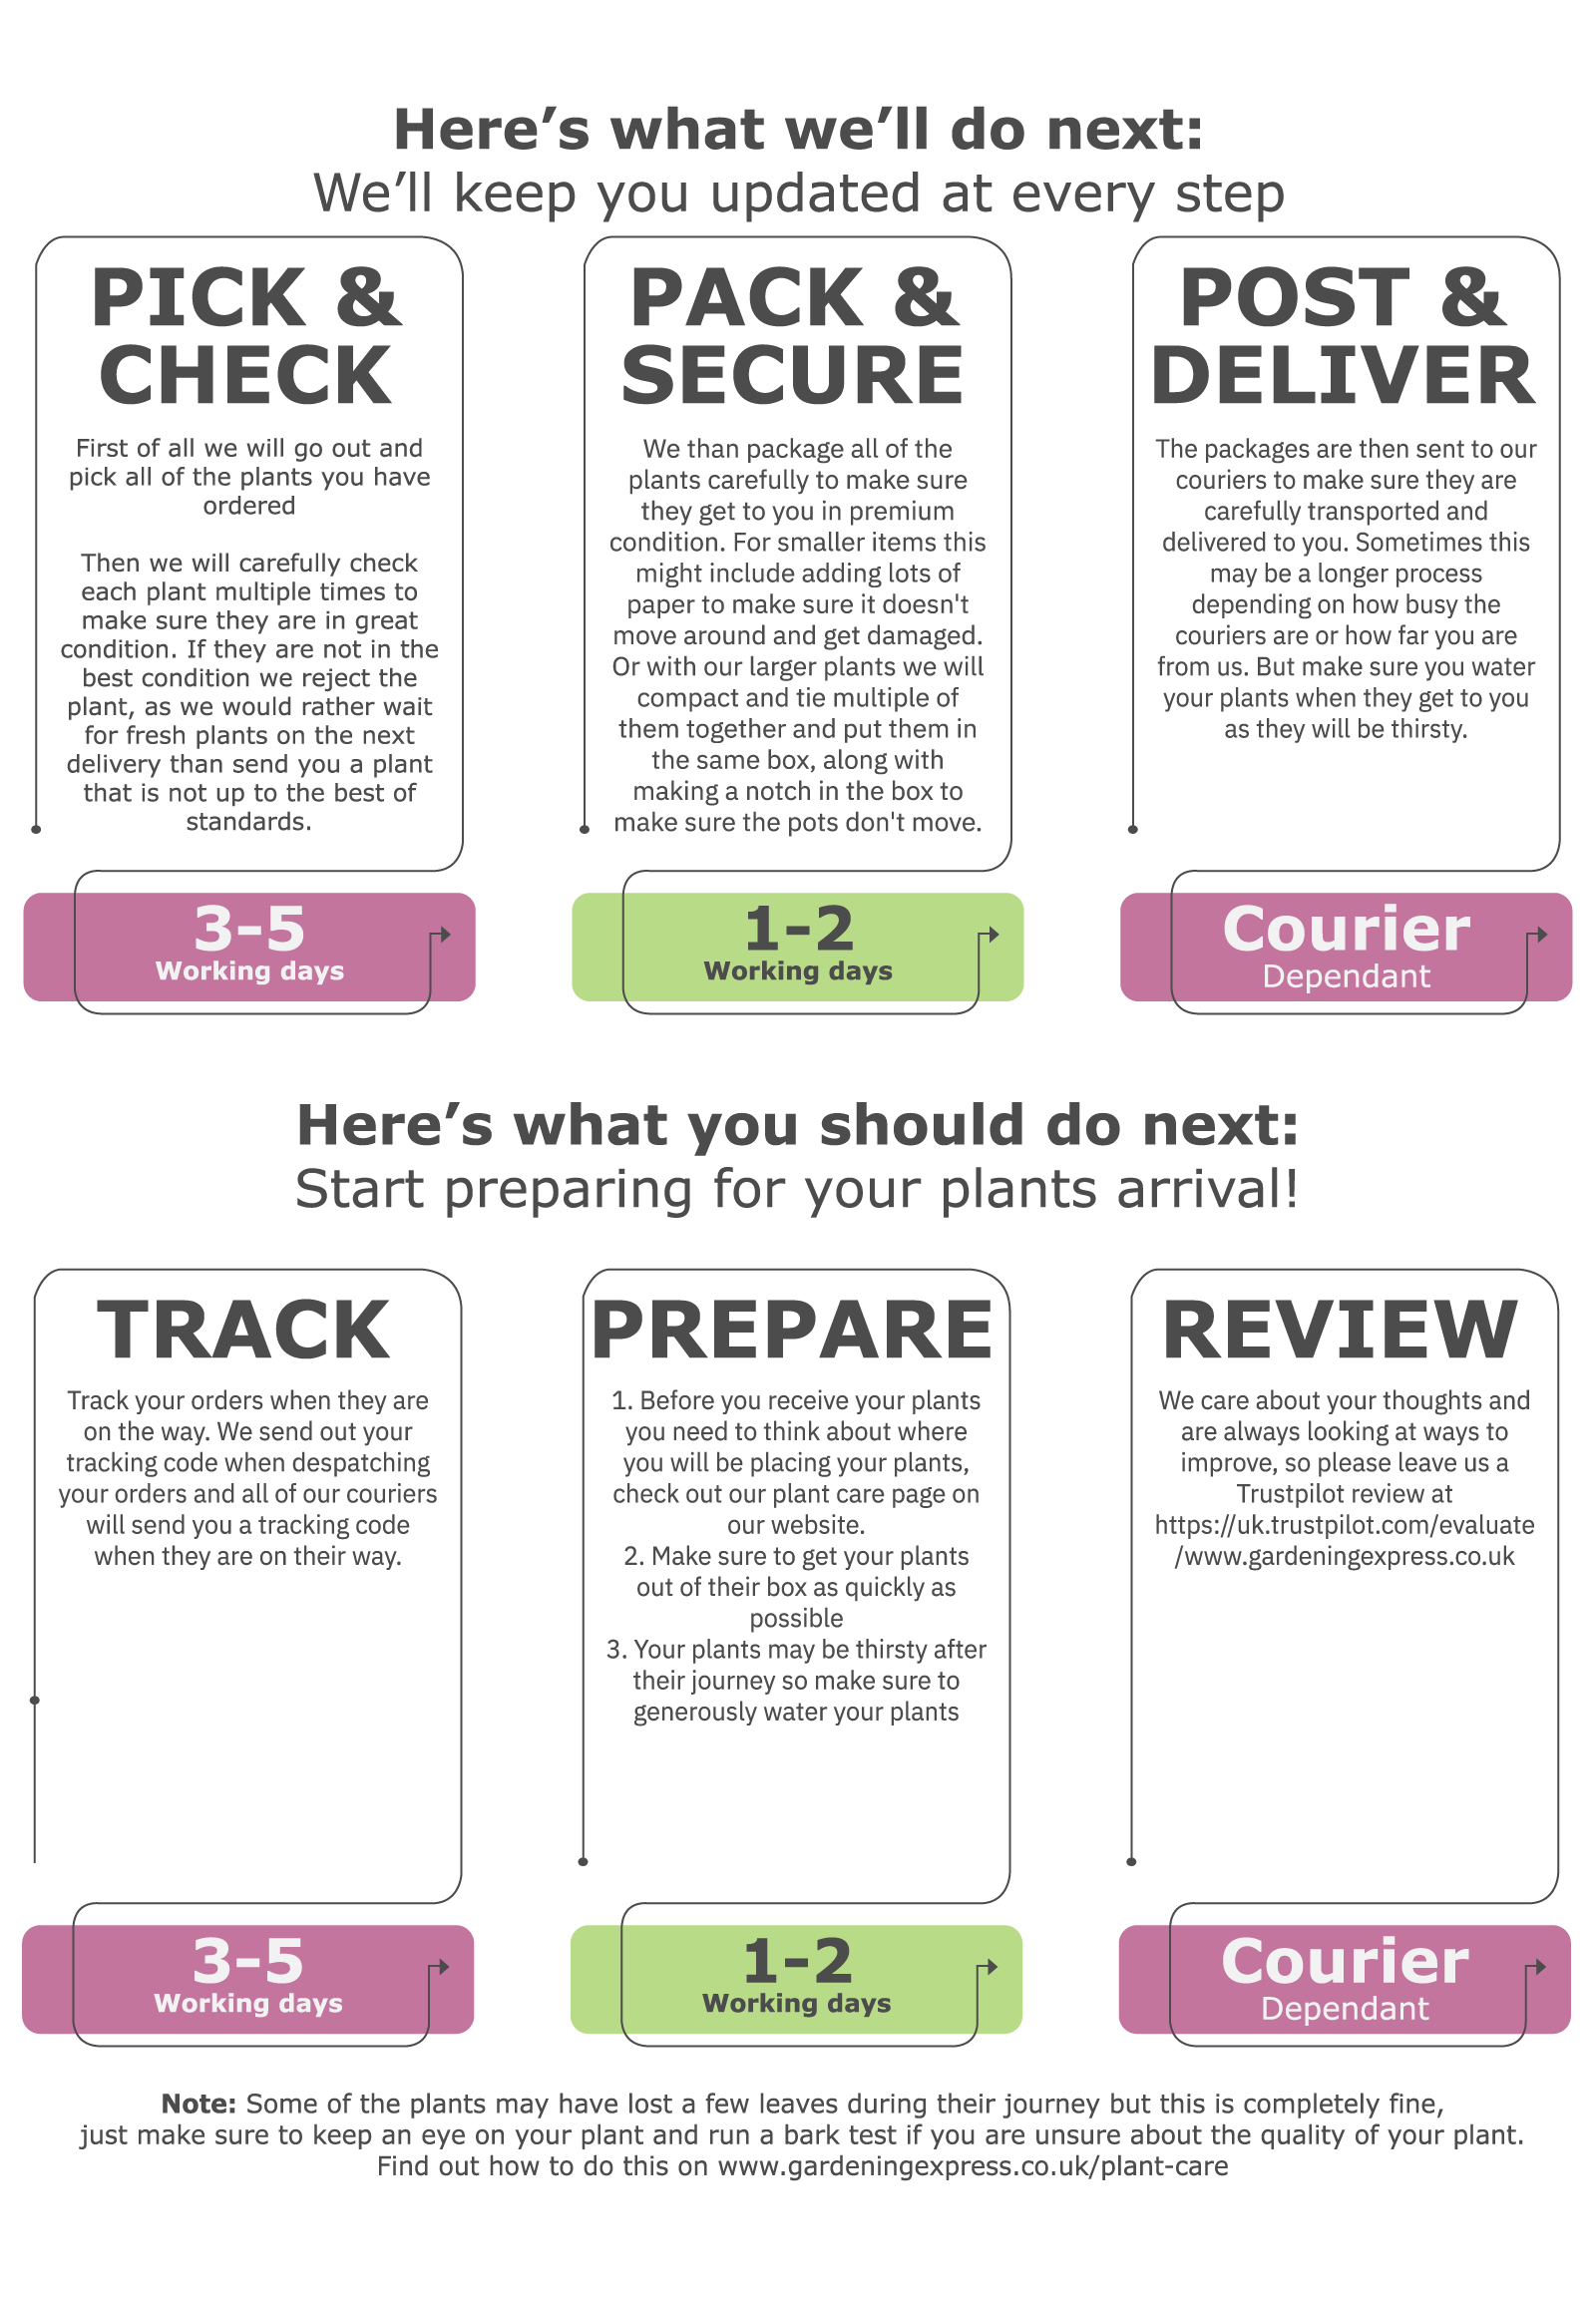 Here’s what we’ll do next:
We’ll keep you updated at every step
PICK &
CHECK
First of all we will go out and
pick all of the plants you have
ordered
Then we will carefully check
each plant multiple times to
make sure they are in great
condition. If they are not in the
best condition we reject the
plant, as we would rather wait
for fresh plants on the next
delivery than send you a plant
that is not up to the best of
standards.
3-5
Working days
PACK &
SECURE
We than package all of the
plants carefully to make sure
they get to you in premium
condition. For smaller items this
might include adding lots of
paper to make sure it doesn't
move around and get damaged.
Or with our larger plants we will
compact and tie multiple of
them together and put them in
the same box, along with
making a notch in the box to
make sure the pots don't move.
1-2
Working days
POST &
DELIVER
The packages are then sent to our
couriers to make sure they are
carefully transported and
delivered to you. Sometimes this
may be a longer process
depending on how busy the
couriers are or how far you are
from us. But make sure you water
your plants when they get to you
as they will be thirsty.
Courier
Dependant
Here’s what you should do next:
Start preparing for your plants arrival!
TRACK
Track your orders when they are
on the way. We send out your
tracking code when despatching
your orders and all of our couriers
will send you a tracking code
when they are on their way.
3-5
Working days
PREPARE
1. Before you receive your plants
you need to think about where
you will be placing your plants,
check out our plant care page on
our website.
2. Make sure to get your plants
out of their box as quickly as
possible
3. Your plants may be thirsty after
their journey so make sure to
generously water your plants
1-2
Working days
REVIEW
We care about your thoughts and
are always looking at ways to
improve, so please leave us a
Trustpilot review at
https://uk.trustpilot.com/evaluate
/www.gardeningexpress.co.uk
Courier
Dependant
Note: Some of the plants may have lost a few leaves during their journey but this is completely fine,
just make sure to keep an eye on your plant and run a bark test if you are unsure about the quality of your plant.
Find out how to do this on www.gardeningexpress.co.uk/plant-care